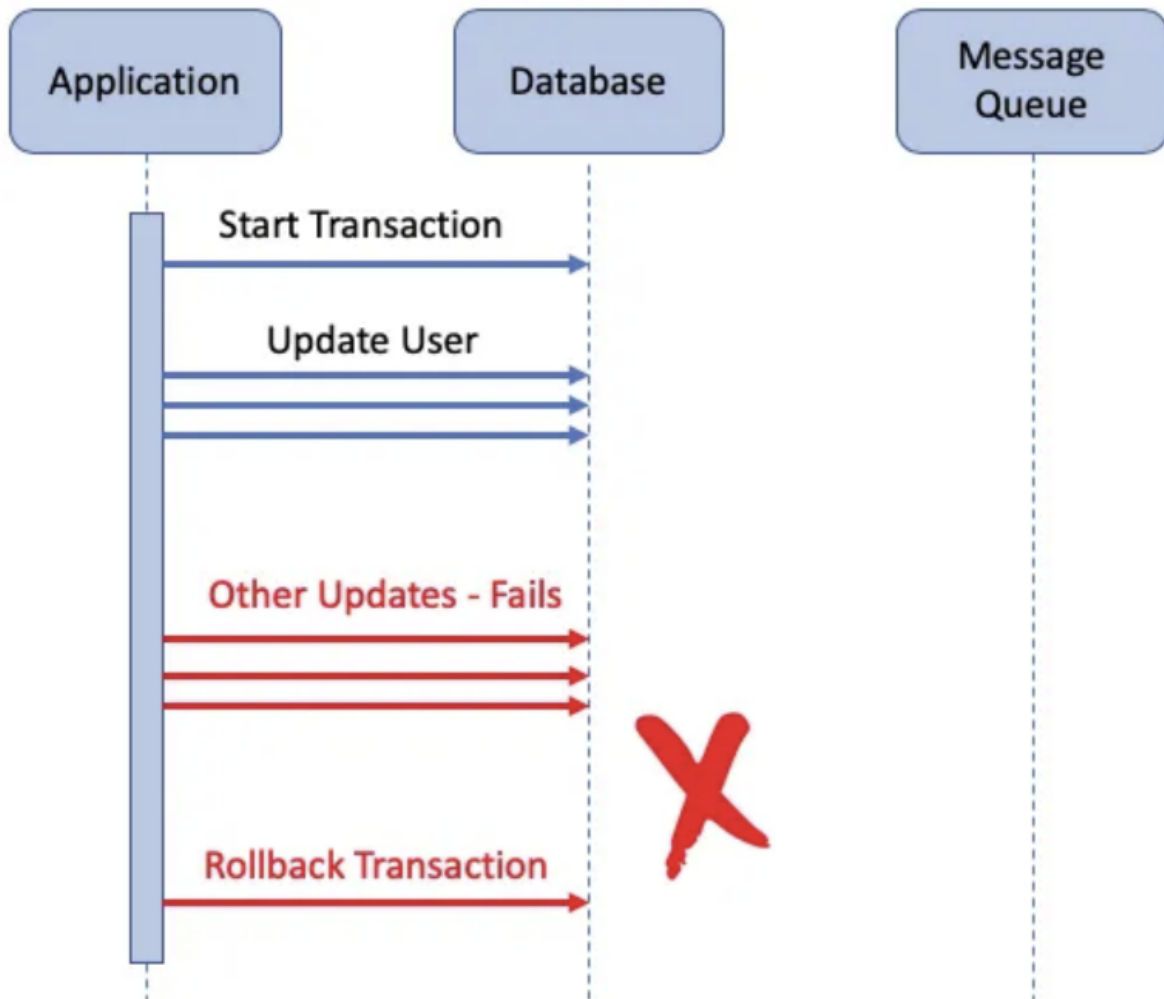 Application
Database
Message
Queue
Start Transaction
Update User
Other Updates - Fails
Rollback Transaction